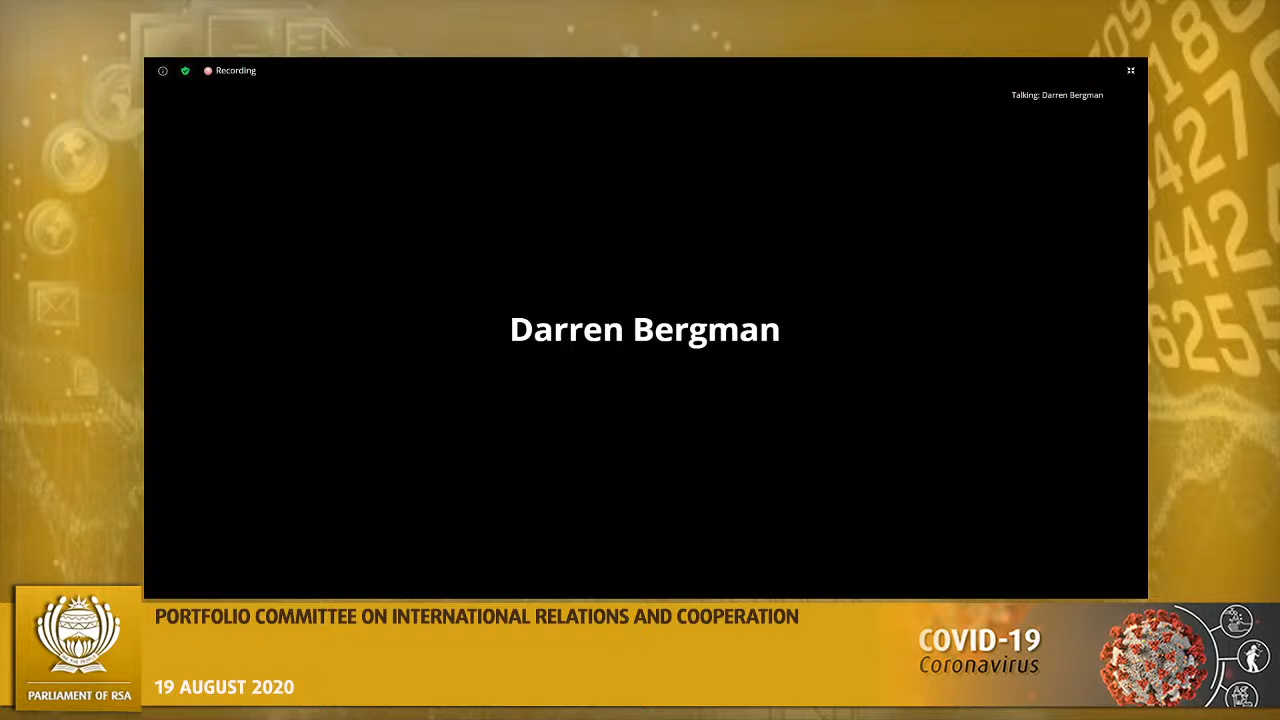 Recording
Talking: Darren Bergman
Darren Bergman
PORTFOLIO COMMITTEE ON INTERNATIONAL RELATIONS AND COOPERATION
COVID-19
Coronavirus
19 AUGUST 2020
PARLIAMENT OF RSA